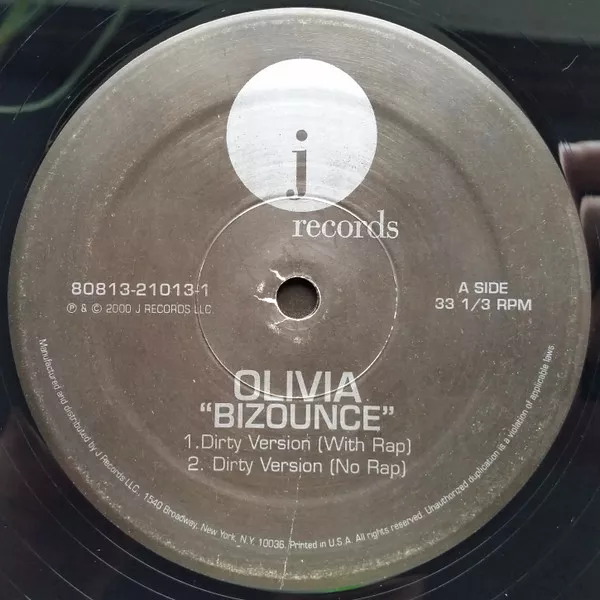 j
records
80813-21013-1
℗ & © 2000 J RECORDS LLC.
A SIDE
33 1/3 RPM
OLIVIA
“BIZOUNCE”
1.Dirty Version (With Rap)
2. Dirty Version (No Rap)
Manufactured and distributed by J Records LLC. 1540 Broadway, New York, N.Y. 10036. Printed in U.S.A. All rights reserved. Unauthorized duplication is a violation of applicable laws.